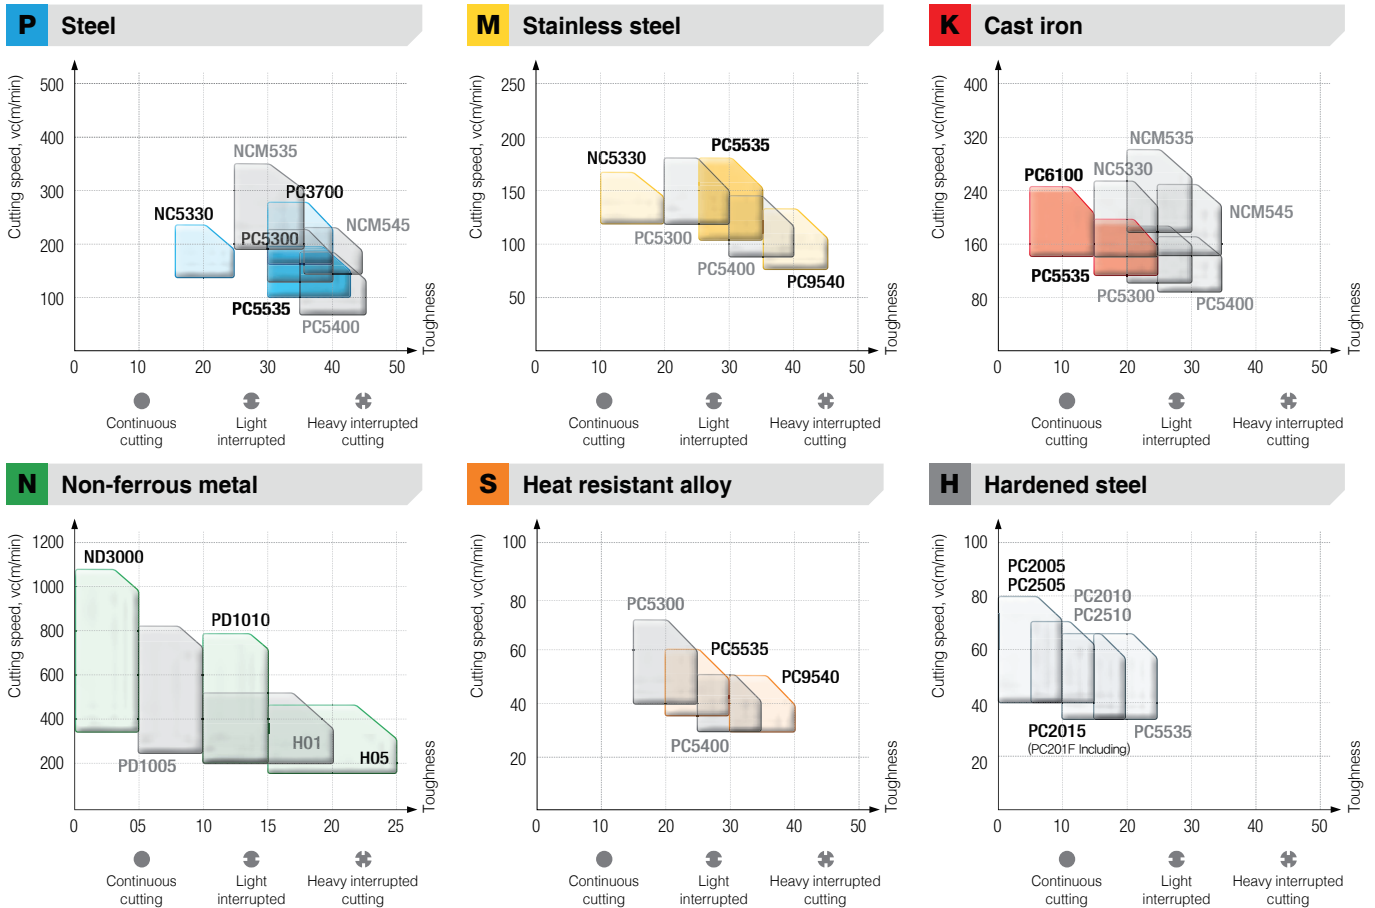 P Steel
Cutting speed, vc(m/min)
500
400
300
200
100
NCM535
PC3700
NC5330
NCM545
PC5300
PC5535
PC5400
Toughness
0 10 20 30 40 50
Continuous cutting
Light interrupted
Heavy interrupted cutting
M Stainless steel
Cutting speed, vc(m/min)
250
200
150
100
50
PC5535
NC5330
PC5300
PC5400
PC9540
Toughness
0 10 20 30 40 50
Continuous cutting
Light interrupted
Heavy interrupted cutting
K Cast iron
Cutting speed, vc(m/min)
400
320
240
160
80
NCM535
NC5330
PC6100
NCM545
PC5535
PC5300
PC5400
Toughness
0 10 20 30 40 50
Continuous cutting
Light interrupted
Heavy interrupted cutting
N Non-ferrous metal
Cutting speed, vc(m/min)
1200
1000
800
600
400
200
ND3000
PD1010
H01
H05
PD1005
Toughness
0 05 10 15 20 25
Continuous cutting
Light interrupted
Heavy interrupted cutting
S Heat resistant alloy
Cutting speed, vc(m/min)
100
80
60
40
20
PC5300
PC5535
PC9540
PC5400
Toughness
0 10 20 30 40 50
Continuous cutting
Light interrupted
Heavy interrupted cutting
H Hardened steel
Cutting speed, vc(m/min)
100
80
60
40
20
PC2005
PC2505
PC2010
PC2510
PC2015
(PC201F Including)
PC5535
Toughness
0 10 20 30 40 50
Continuous cutting
Light interrupted
Heavy interrupted cutting